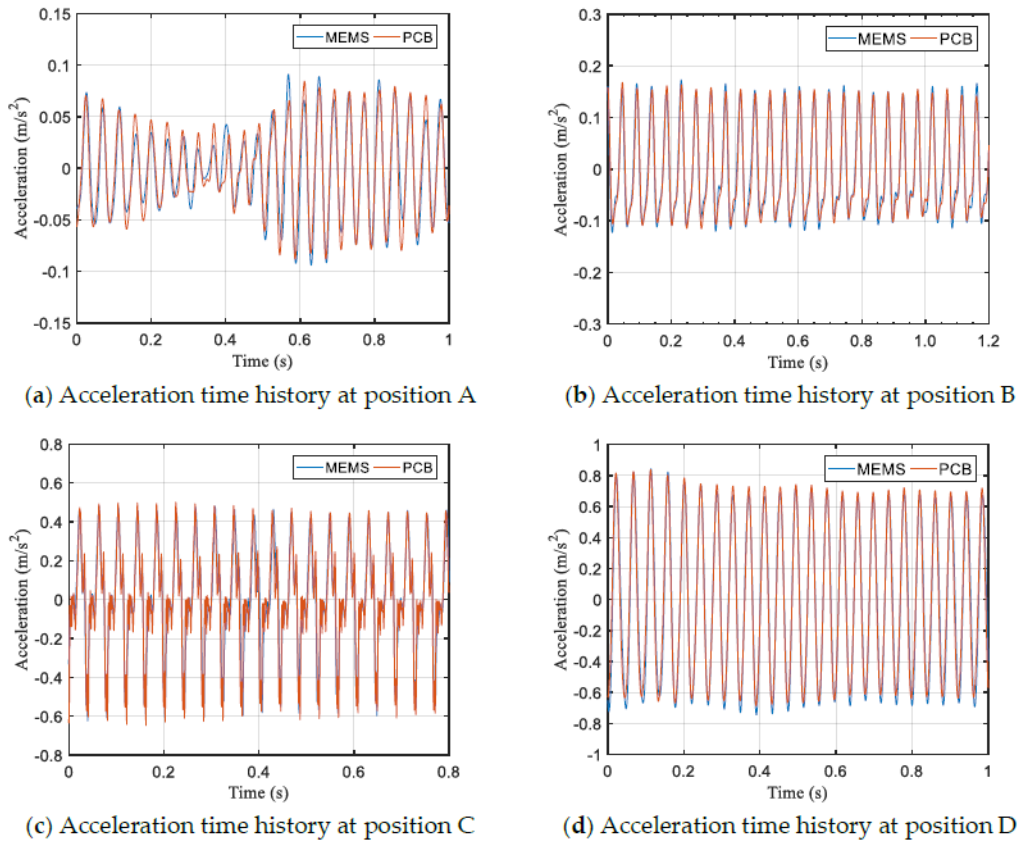 0.15
0.1
0.05
0
-0.05
-0.1
-0.15
Acceleration (m/s²)
MEMS PCB
0 0.2 0.4 0.6 0.8 1
Time (s)
(a) Acceleration time history at position A
0.3
0.2
0.1
0
-0.1
-0.2
-0.3
Accleration (m/s²)
MEMS PCB
0 0.2 0.4 0.6 0.8 1.0 1.2
Time (s)
(b) Acceleration time history at position B
0.8
0.6
0.4
0.2
0
-0.2
-0.4
-0.6
-0.8
Acceleration (m/s²)
MEMS PCB
0 0.2 0.4 0.6 0.8
Time (s)
(c) Acceleration time history at position C
1
0.8
0.6
0.4
0.2
0
-0.2
-0.4
-0.6
-0.8
-1
Acceleration (m/s²)
MEMS PCB
0 0.2 0.4 0.6 0.8 1
Time (s)
(d) Acceleration time history at position D